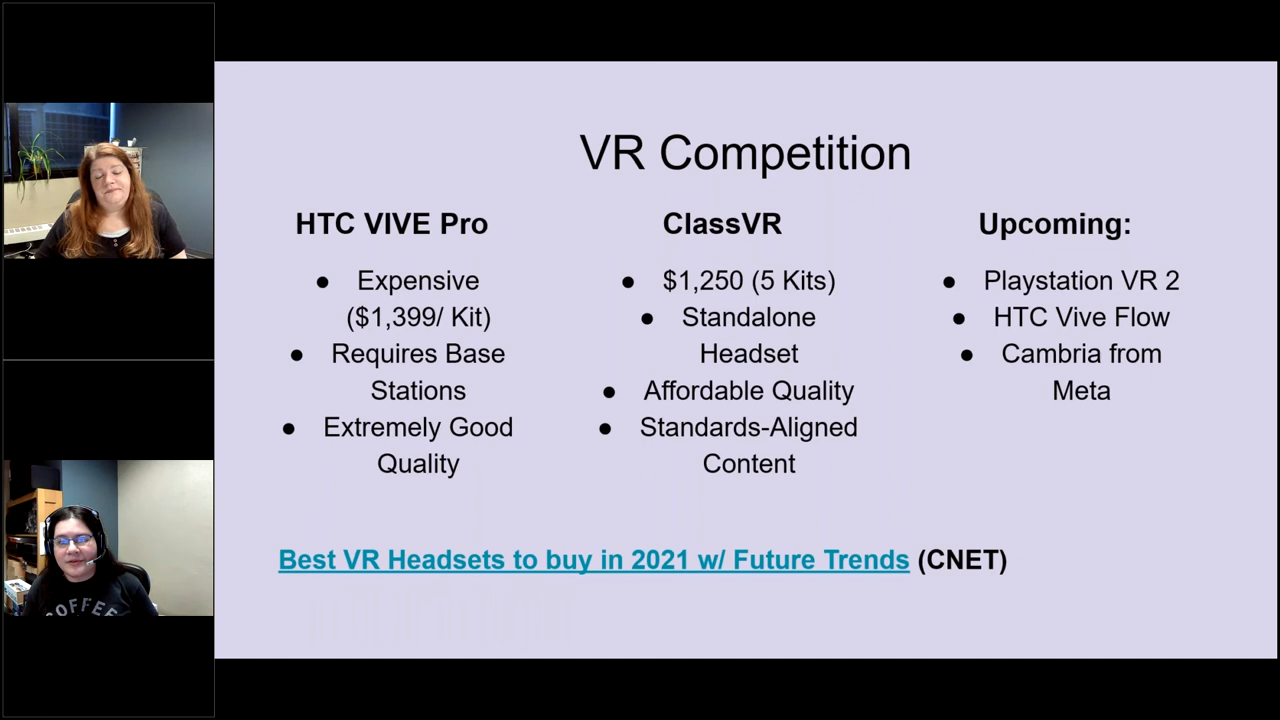 VR Competition
HTC VIVE Pro
● Expensive
($1,399/ Kit)
● Requires Base
Stations
● Extremely Good
Quality
ClassVR
● $1,250 (5 Kits)
● Standalone
Headset
● Affordable Quality
● Standards-Aligned
Content
Upcoming:
● Playstation VR 2
● HTC Vive Flow
● Cambria from
Meta
Best VR Headsets to buy in 2021 w/ Future Trends (CNET)
COFFEE